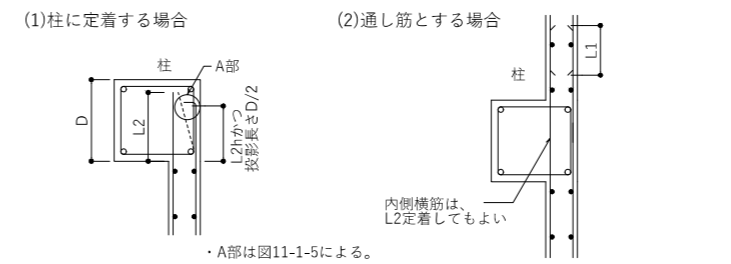 (1)柱に定着する場合
(2)通し筋とする場合
柱
A部
D
L2
L2hかつ
投影長さD/2
柱
L1
内側横筋は、
L2定着してもよい
・A部は図11-1-5による。